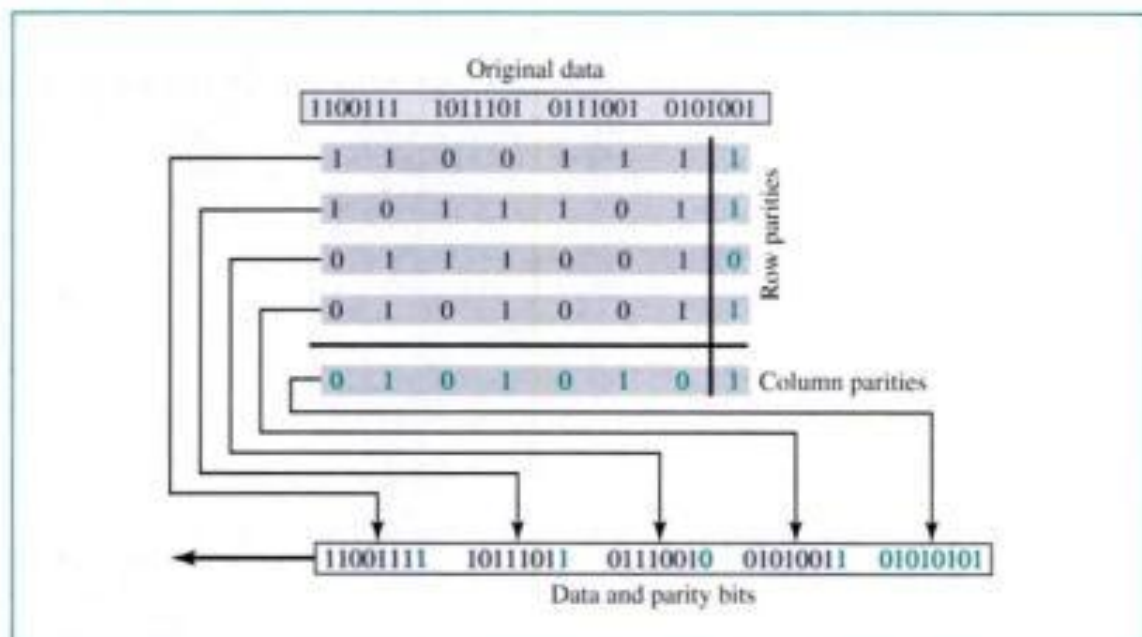 Original data
1100111 1011101 0111001 0101001
1 1 0 0 1 1 1 1
1 0 1 1 1 0 1 1
0 1 1 1 0 0 1 0
0 1 0 1 0 0 1 1
Row parities
0 1 0 1 0 1 0 1 Column parities
11001111 10111011 01110010 01010011 01010101
Data and parity bits